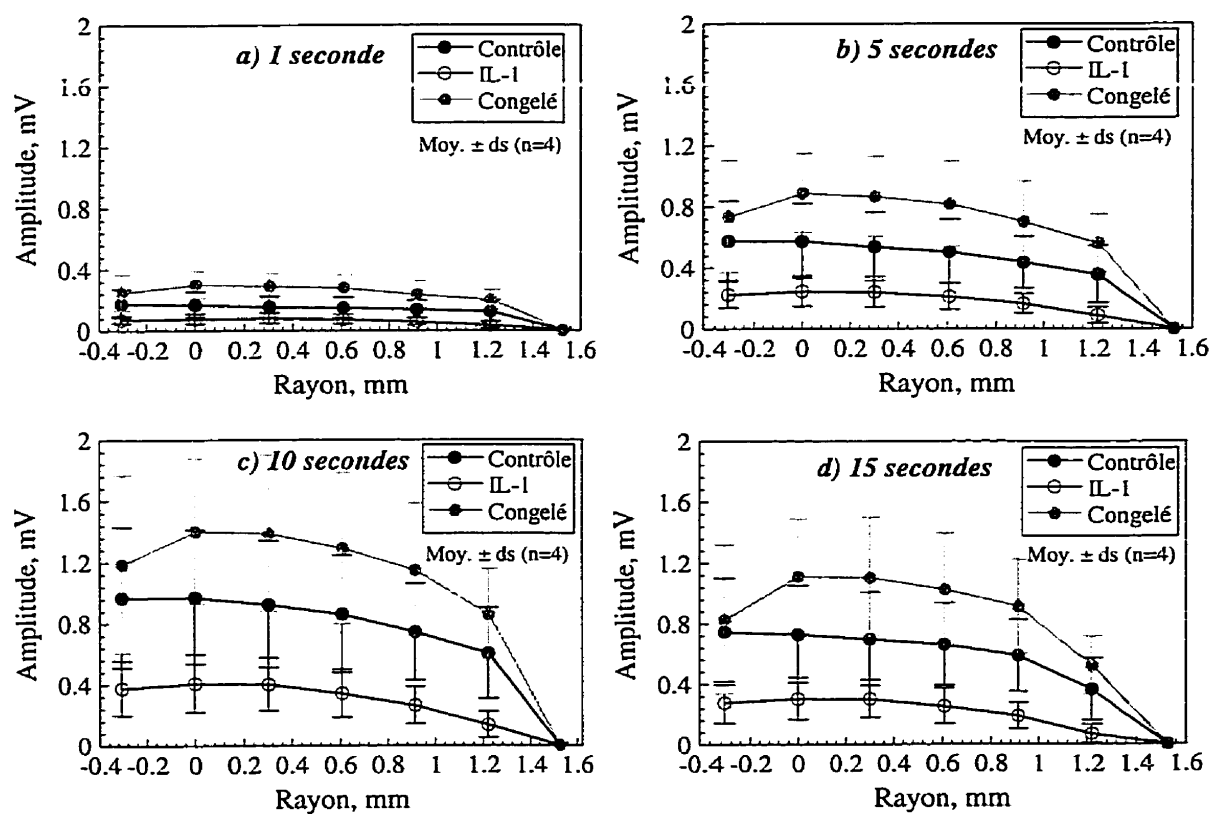 a) 1 seconde
Contrôle
IL-1
Congelé
Moy. ± ds (n=4)
Amplitude, mV
2
1.6
1.2
0.8
0.4
0
-0.4 -0.2 0 0.2 0.4 0.6 0.8 1 1.2 1.4 1.6
Rayon, mm
b) 5 secondes
Contrôle
IL-1
Congelé
Moy. ± ds (n=4)
Amplitude, mV
2
1.6
1.2
0.8
0.4
0
-0.4 -0.2 0 0.2 0.4 0.6 0.8 1 1.2 1.4 1.6
Rayon, mm
c) 10 secondes
Contrôle
IL-1
Congelé
Moy. ± ds (n=4)
Amplitude, mV
2
1.6
1.2
0.8
0.4
0
-0.4 -0.2 0 0.2 0.4 0.6 0.8 1 1.2 1.4 1.6
Rayon, mm
d) 15 secondes
Contrôle
IL-1
Congelé
Moy. ± ds (n=4)
Amplitude, mV
2
1.6
1.2
0.8
0.4
0
-0.4 -0.2 0 0.2 0.4 0.6 0.8 1 1.2 1.4 1.6
Rayon, mm